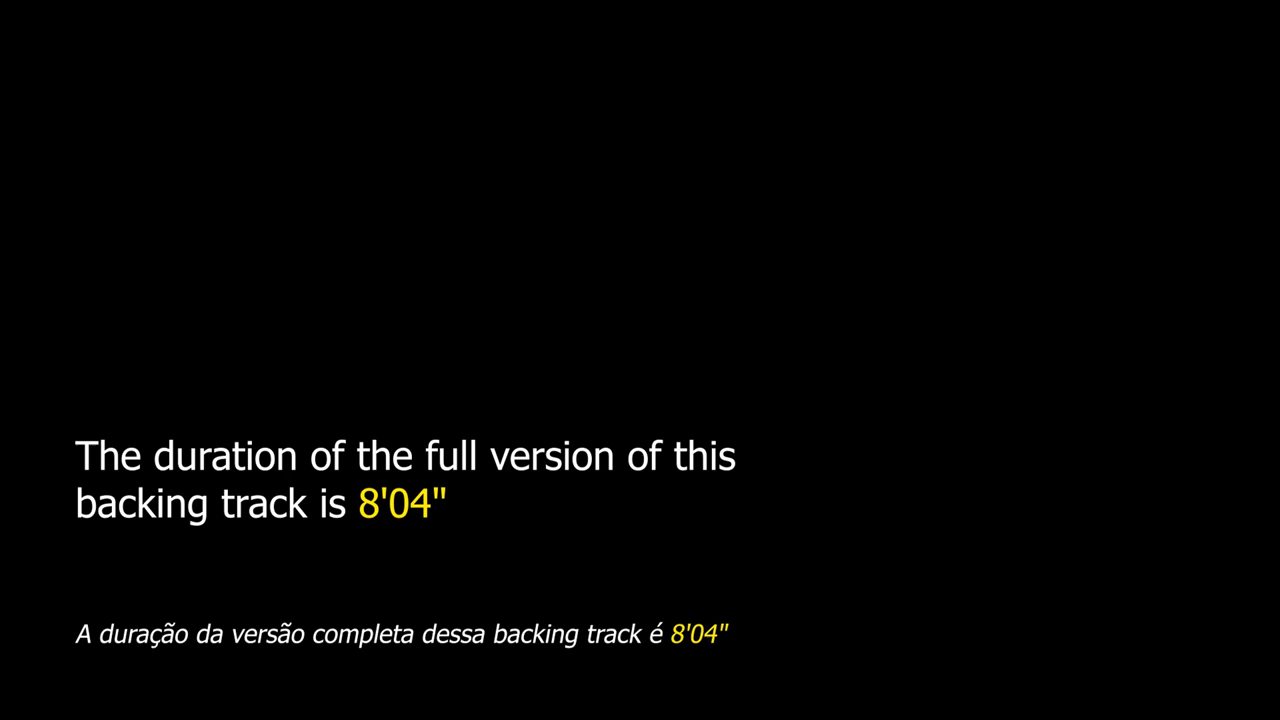 The duration of the full version of this
backing track is 8'04"
A duração da versão completa dessa backing track é 8'04"